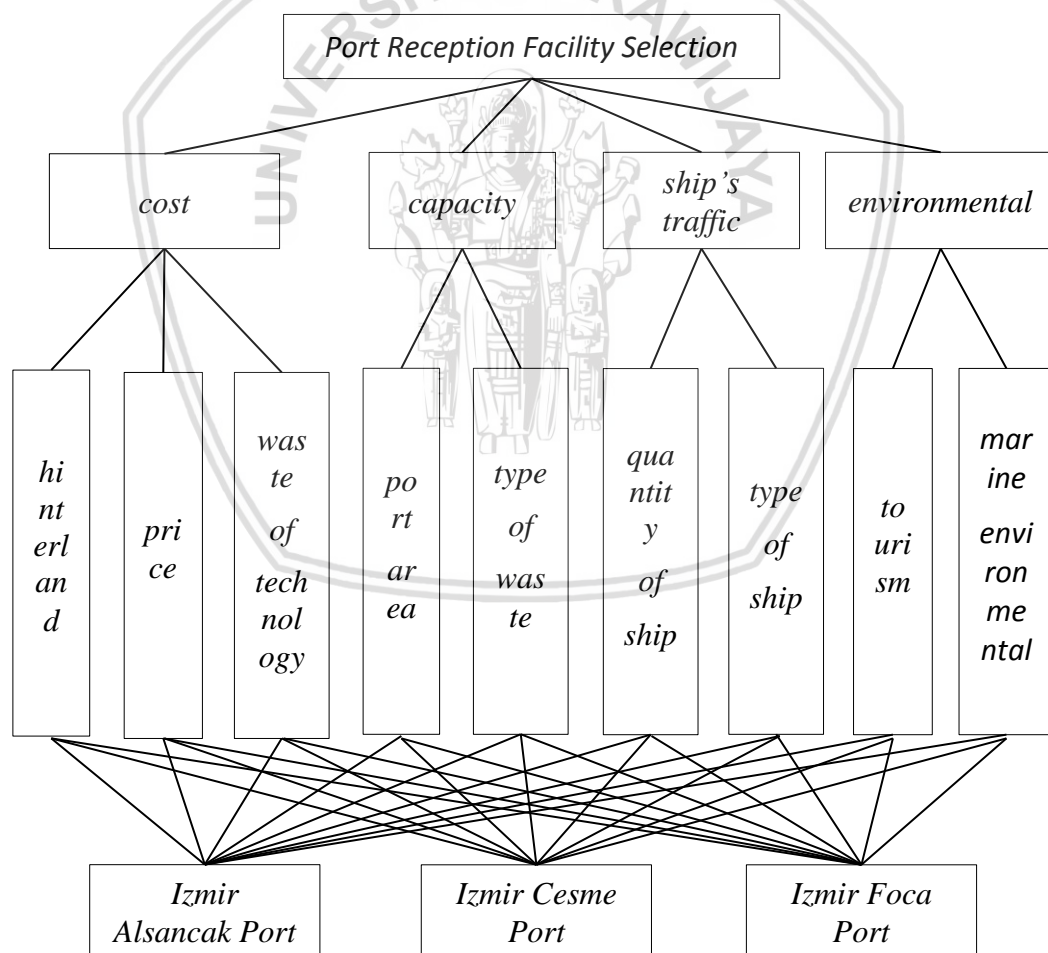 UNIVERSITAS BRAWIJAYA
Port Reception Facility Selection
cost
capacity
ship’s
traffic
environmental
hi
nt
erl
an
d
pri
ce
was
te
of
tech
nol
ogy
po
rt
ar
ea
type
of
was
te
qua
ntit
y
of
ship
type
of
ship
to
uri
sm
mar
ine
envi
ron
me
ntal
Izmir
Alsancak Port
Izmir Cesme
Port
Izmir Foca
Port